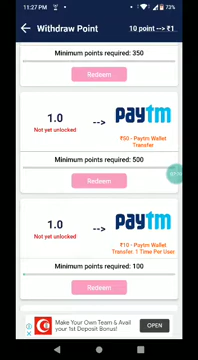 11:27 PM 73%
Withdraw Point 10 point --> ₹1
Minimum points required: 350
Redeem
1.0 --> paytm
Not yet unlocked
₹50 - Paytm Wallet
Transfer
Minimum points required: 500
Redeem
1.0 --> paytm
Not yet unlocked
₹10 - Paytm Wallet
Transfer. 1 Time Per User
Minimum points required: 100
Redeem
Make Your Own Team & Avail
your 1st Deposit Bonus!
OPEN